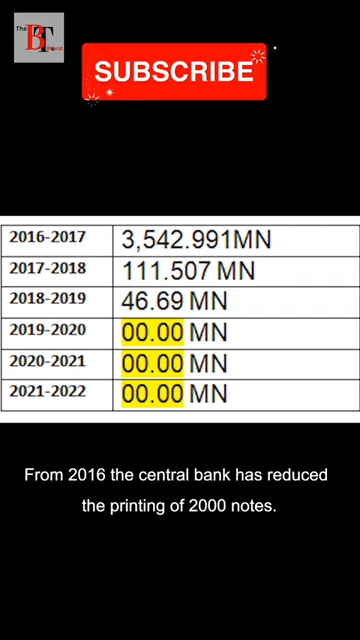 The
BT
World
SUBSCRIBE
2016-2017 3,542.991MN
2017-2018 111.507 MN
2018-2019 46.69 MN
2019-2020 00.00 MN
2020-2021 00.00 MN
2021-2022 00.00 MN
From 2016 the central bank has reduced
the printing of 2000 notes.